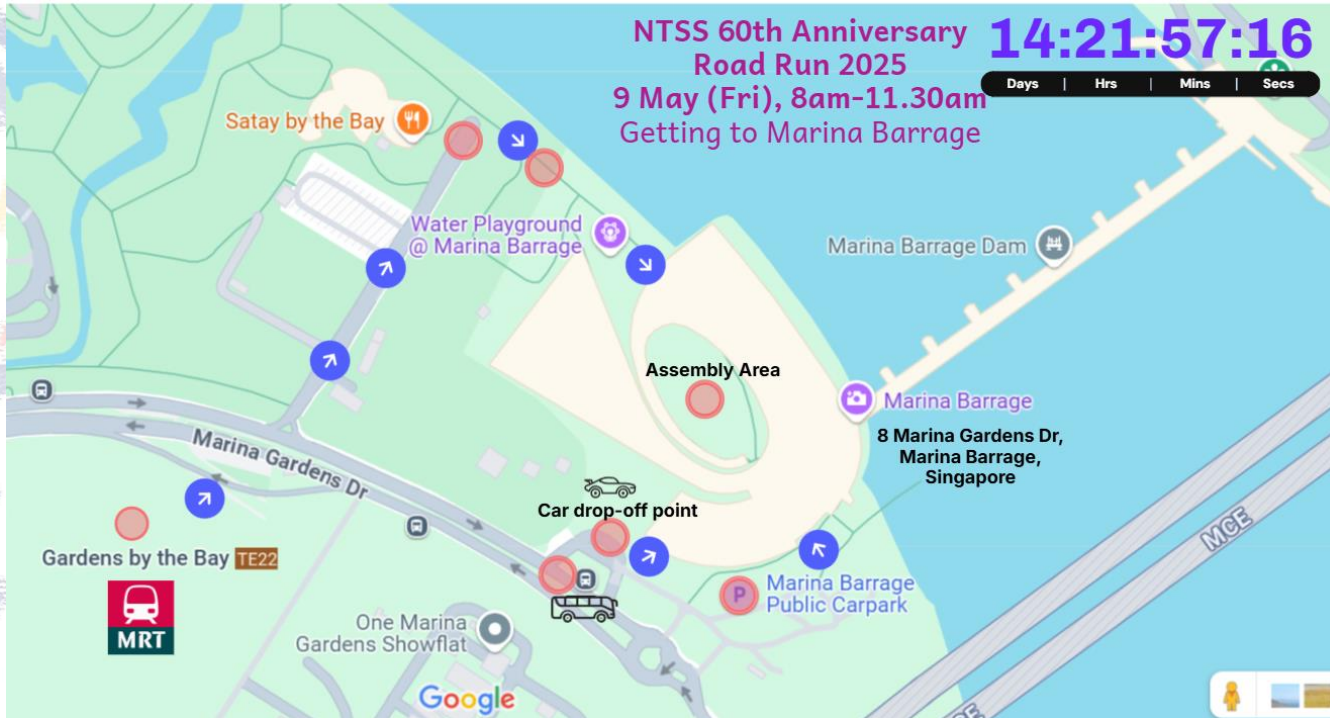 NTSS 60th Anniversary
Road Run 2025
9 May (Fri), 8am-11.30am
Getting to Marina Barrage
14:21:57:16
Days | Hrs | Mins | Secs
Satay by the Bay
Water Playground
@ Marina Barrage
Marina Barrage Dam
Assembly Area
Marina Barrage
8 Marina Gardens Dr,
Marina Barrage,
Singapore
Marina Gardens Dr
Car drop-off point
Gardens by the Bay TE22
MRT
P
Marina Barrage
Public Carpark
MCE
One Marina
Gardens Showflat
Google
MCE